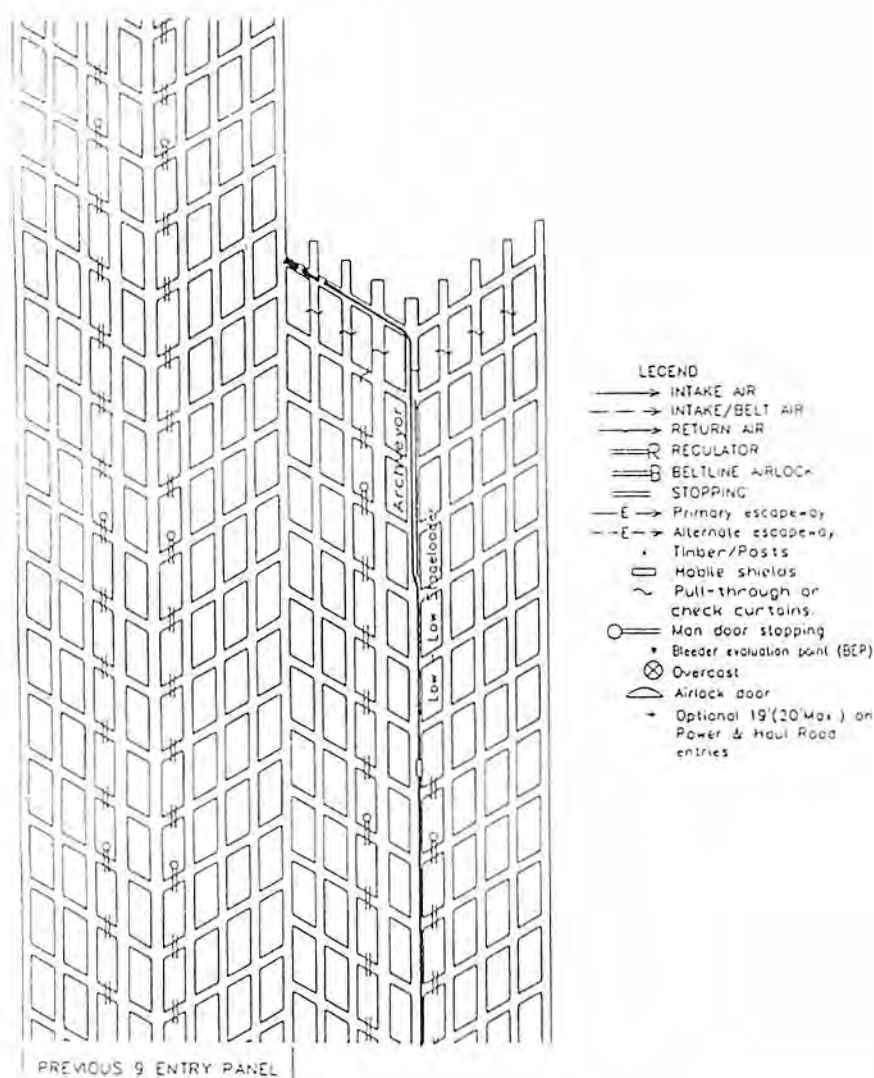 Archveyor
Low - Low Stageloader
LEGEND
INTAKE AIR
INTAKE/BELT AIR
RETURN AIR
R REGULATOR
B BELTLINE AIRLOCK
STOPPING
E Primary escapeway
E Alternate escapeway
Timber/Posts
Mobile shields
Pull-through or
check curtains
Man door stopping
Bleeder evaluation point (BEP)
Overcast
Airlock door
Optional 19'(20'Max.) on
Power & Haul Road
entries
PREVIOUS 9 ENTRY PANEL